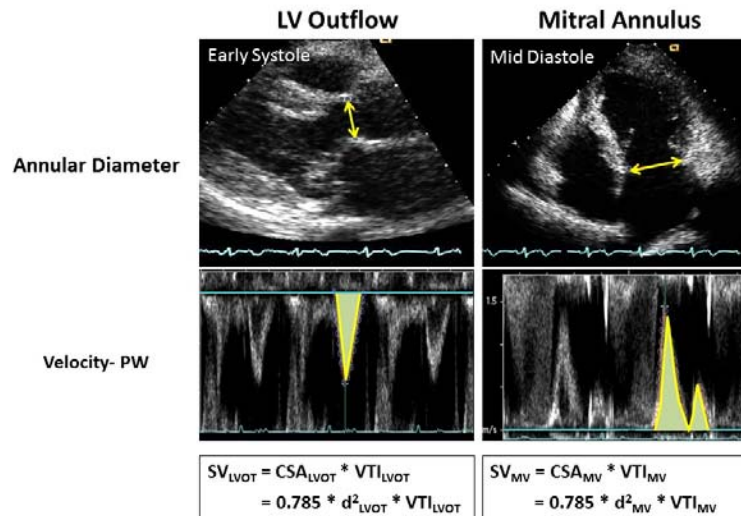 LV Outflow
Mitral Annulus
Early Systole
Mid Diastole
Annular Diameter
Velocity- PW
1.5
m/s
SV_LVOT = CSA_LVOT * VTI_LVOT
= 0.785 * d²_LVOT * VTI_LVOT
SV_MV = CSA_MV * VTI_MV
= 0.785 * d²_MV * VTI_MV